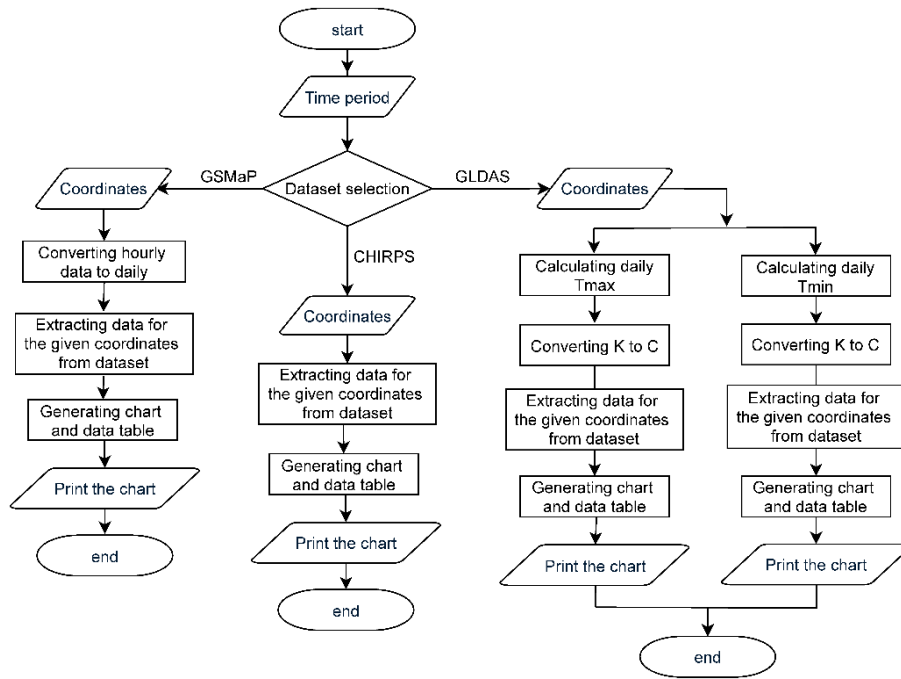 start
Time period
Dataset selection
GSMaP
GLDAS
CHIRPS
Coordinates
Converting hourly
data to daily
Extracting data for
the given coordinates
from dataset
Generating chart
and data table
Print the chart
end
Coordinates
Extracting data for
the given coordinates
from dataset
Generating chart
and data table
Print the chart
end
Coordinates
Calculating daily
Tmax
Converting K to C
Extracting data for
the given coordinates
from dataset
Generating chart
and data table
Print the chart
Calculating daily
Tmin
Converting K to C
Extracting data for
the given coordinates
from dataset
Generating chart
and data table
Print the chart
end